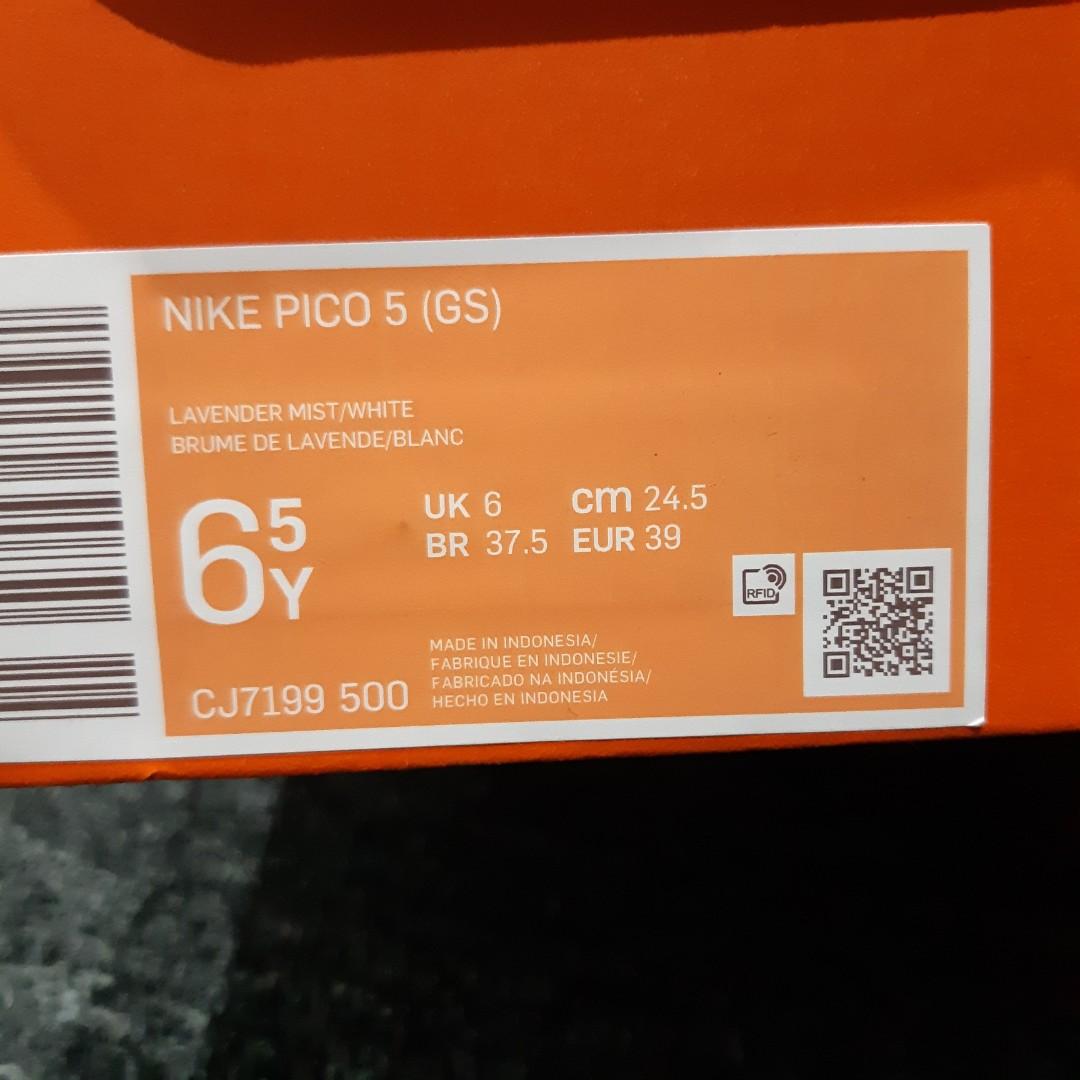 NIKE PICO 5 (GS)
LAVENDER MIST/WHITE
BRUME DE LAVENDE/BLANC
6 5 Y
UK 6 cm 24.5
BR 37.5 EUR 39
RFID
MADE IN INDONESIA/
FABRIQUE EN INDONESIE/
FABRICADO NA INDONÉSIA/
HECHO EN INDONESIA
CJ7199 500